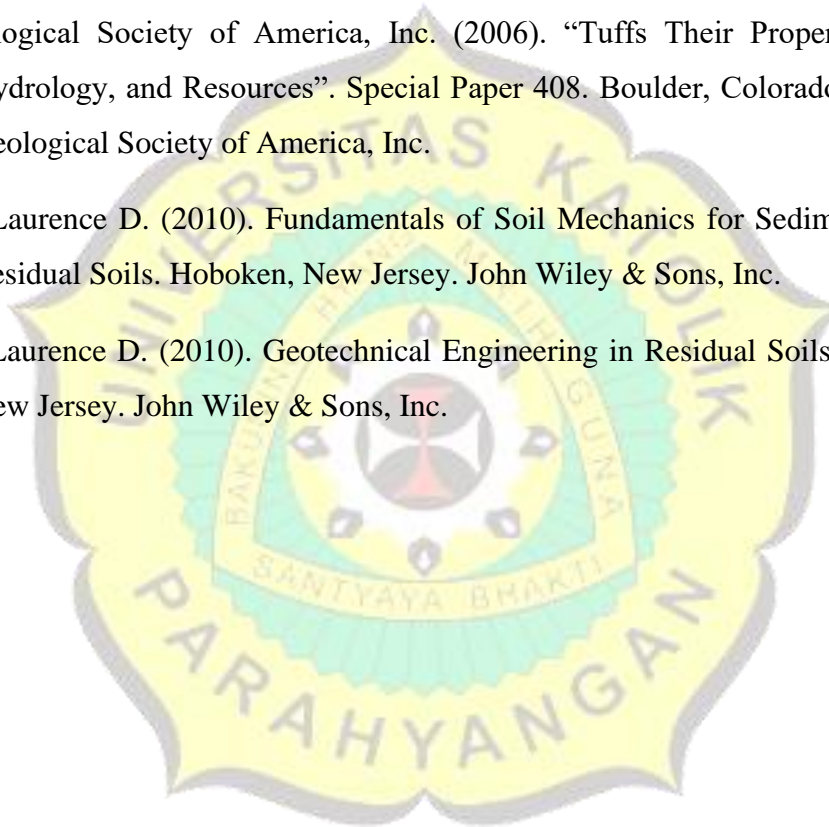 logical Society of America, Inc. (2006). “Tuffs Their Proper
ydrology, and Resources”. Special Paper 408. Boulder, Colorado
eological Society of America, Inc.
Laurence D. (2010). Fundamentals of Soil Mechanics for Sedim
esidual Soils. Hoboken, New Jersey. John Wiley & Sons, Inc.
Laurence D. (2010). Geotechnical Engineering in Residual Soils
ew Jersey. John Wiley & Sons, Inc.
UNIVERSITAS KATOLIK
PARAHYANGAN
GUNA
SANTYAYA BHAKTI